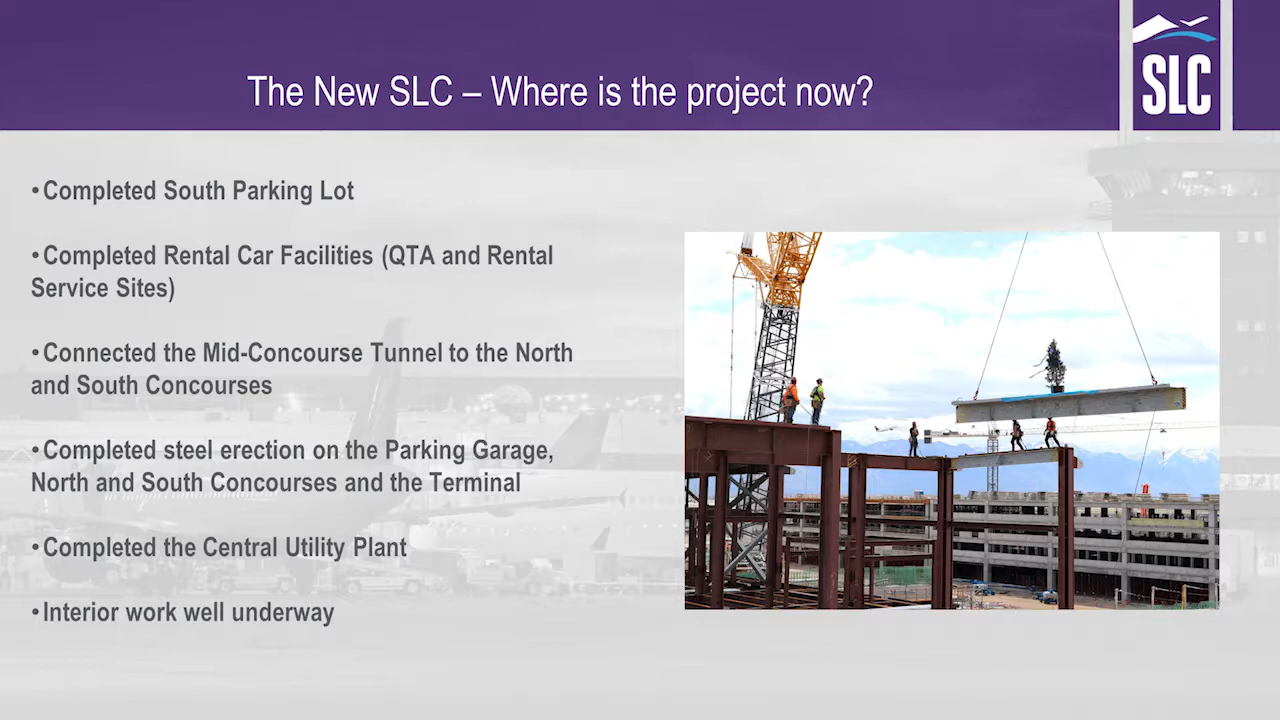 The New SLC – Where is the project now?
SLC
•Completed South Parking Lot
•Completed Rental Car Facilities (QTA and Rental
Service Sites)
•Connected the Mid-Concourse Tunnel to the North
and South Concourses
•Completed steel erection on the Parking Garage,
North and South Concourses and the Terminal
•Completed the Central Utility Plant
•Interior work well underway